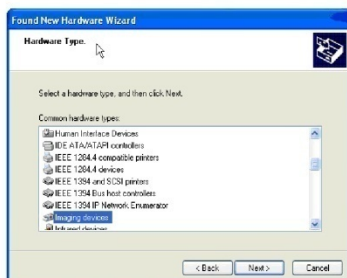 Found New Hardware Wizard
Hardware Type.
Select a hardware type, and then click Next.
Common hardware types:
Human Interface Devices
IDE ATA/ATAPI controllers
IEEE 1284.4 compatible printers
IEEE 1284.4 devices
IEEE 1394 and SCSI printers
IEEE 1394 Bus host controllers
IEEE 1394 IP Network Enumerator
Imaging devices
Infrared devices
< Back
Next >
Cancel